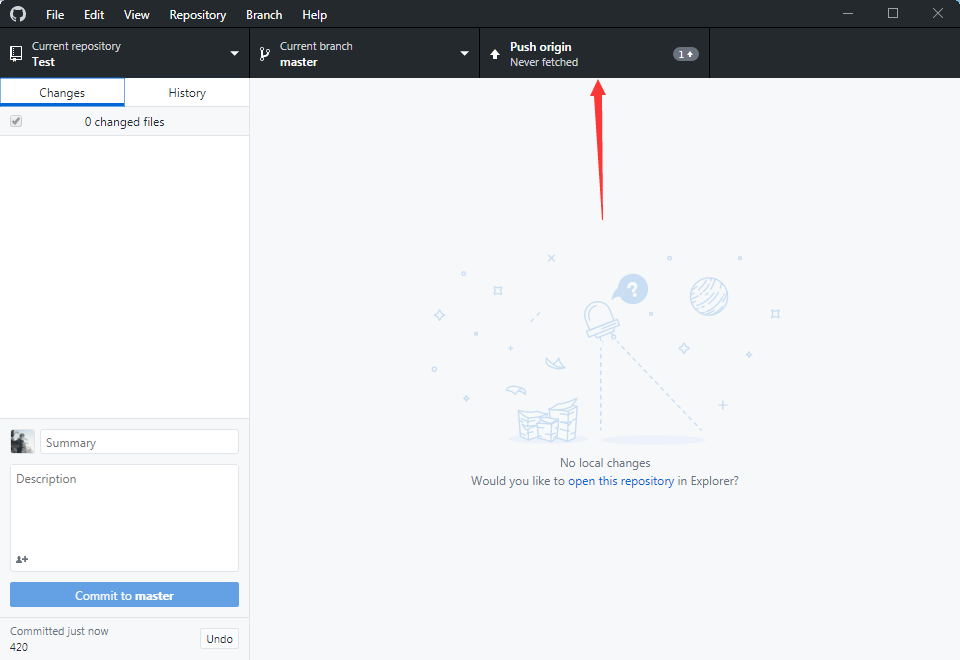 File Edit View Repository Branch Help
Current repository
Test
Current branch
master
Push origin
Never fetched
1
Changes
History
0 changed files
?
No local changes
Would you like to open this repository in Explorer?
Summary
Description
Commit to master
Committed just now
420
Undo